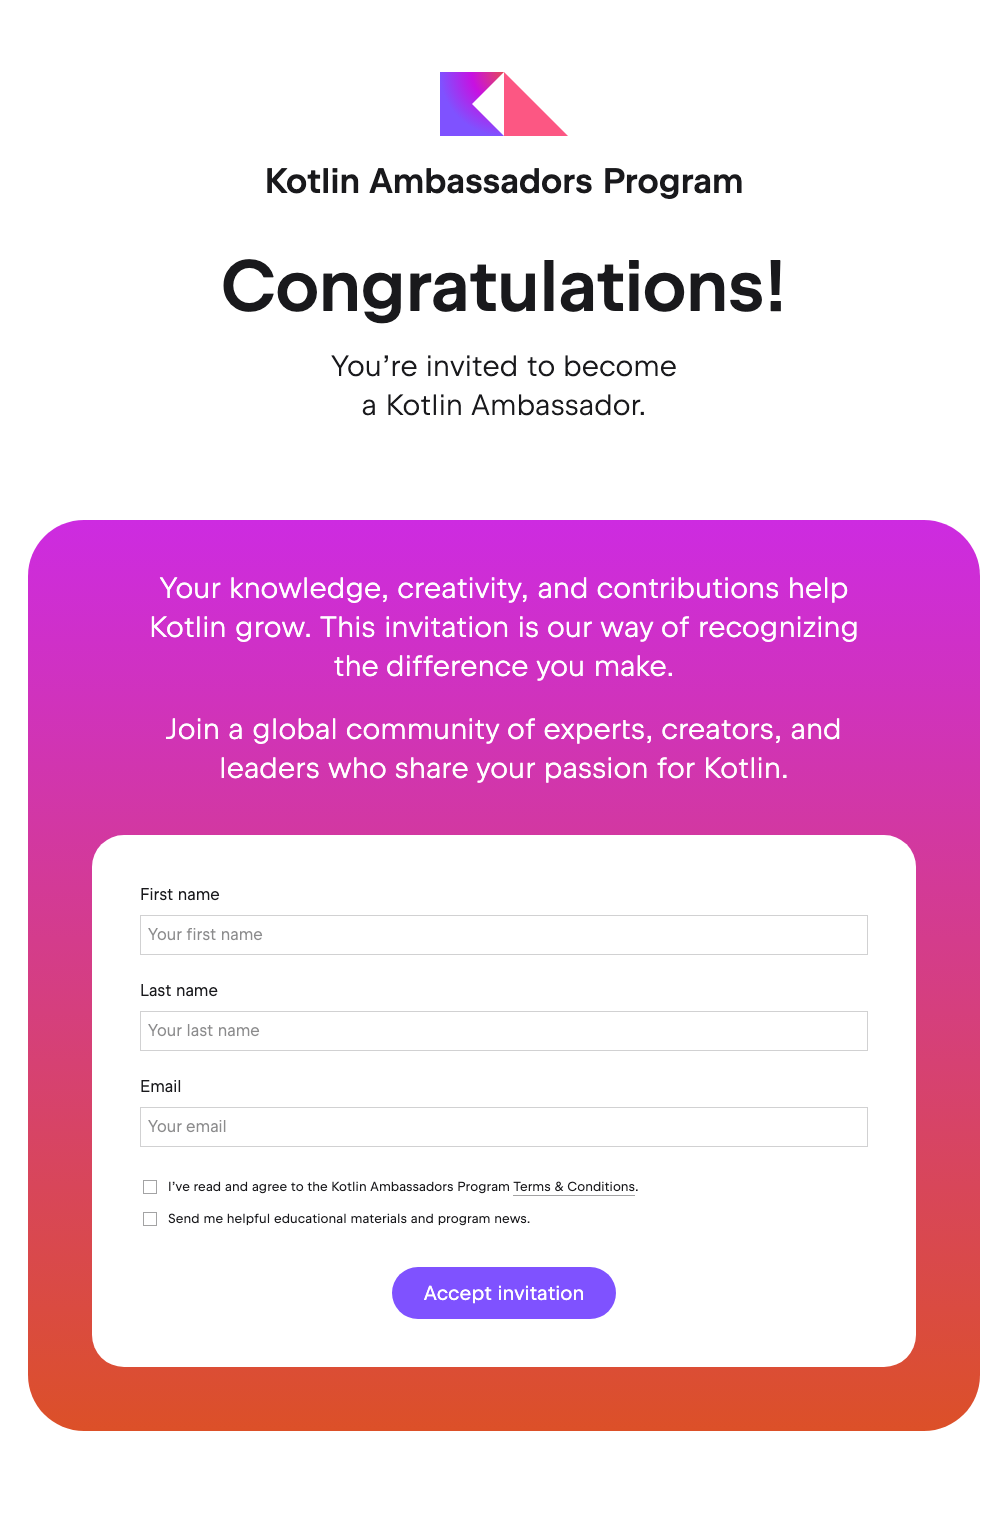 Kotlin Ambassadors Program
Congratulations!
You’re invited to become
a Kotlin Ambassador.
Your knowledge, creativity, and contributions help
Kotlin grow. This invitation is our way of recognizing
the difference you make.
Join a global community of experts, creators, and
leaders who share your passion for Kotlin.
First name
Your first name
Last name
Your last name
Email
Your email
I’ve read and agree to the Kotlin Ambassadors Program Terms & Conditions.
Send me helpful educational materials and program news.
Accept invitation